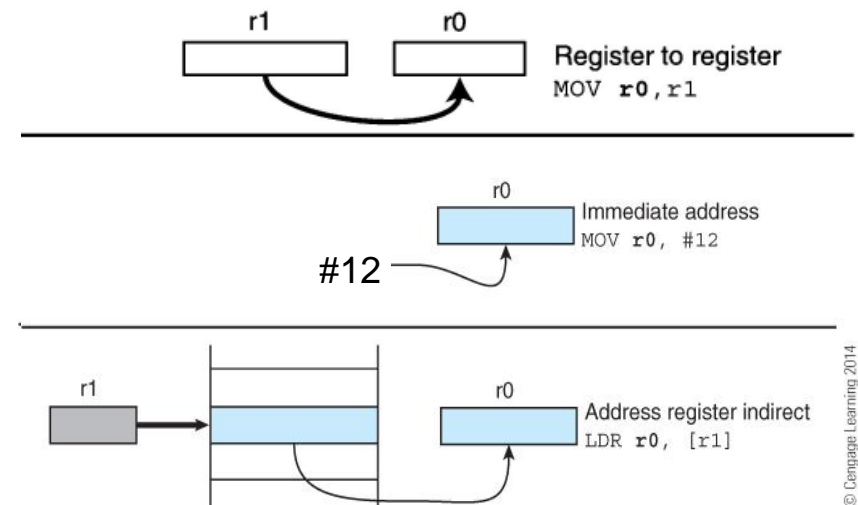 r1
r0
Register to register
MOV r0,r1
r0
Immediate address
MOV r0, #12
#12
r1
r0
Address register indirect
LDR r0, [r1]
© Cengage Learning 2014